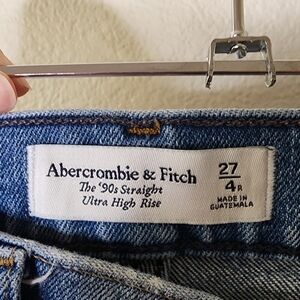 Abercrombie & Fitch
The '90s Straight
Ultra High Rise
27
4R
MADE IN
GUATEMALA